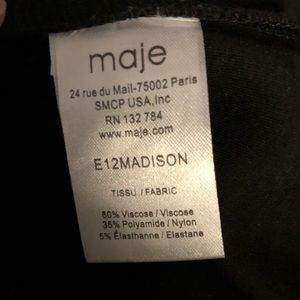 maje
24 rue du Mail-75002 Paris
SMCP USA,Inc
RN 132 784
www.maje.com
E12MADISON
TISSU / FABRIC
60% Viscose / Viscose
35% Polyamide / Nylon
5% Élasthanne / Elastane